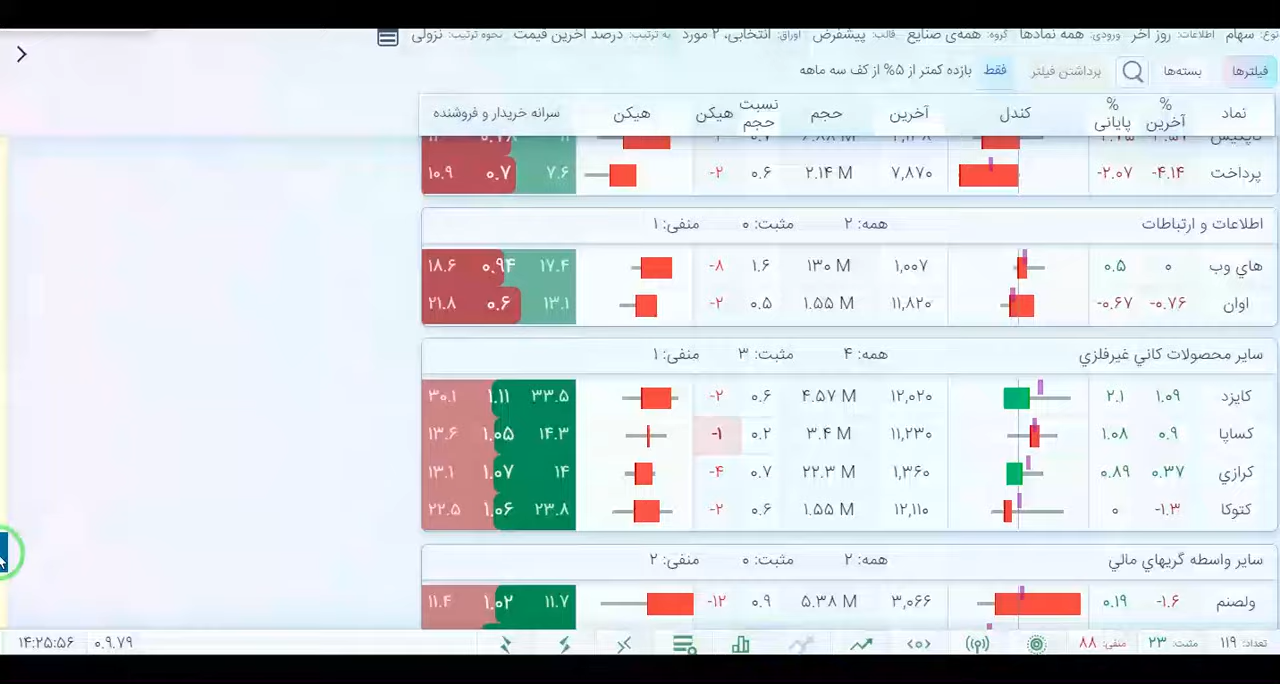 نوع: سهام اطلاعات: روز آخر ورودی: همه نمادها گروه: همه‌ی صنایع قالب: پیشفرض اوراق: انتخابی، ۲ مورد به ترتیب: درصد آخرین قیمت نحوه ترتیب: نزولی
فیلترها بسته‌ها برداشتن فیلتر فقط بازده کمتر از ۵% از کف سه ماهه
نماد % آخرین % پایانی کندل آخرین حجم نسبت حجم هیکن هیکن سرانه خریدار و فروشنده
پرداخت -۴.۱۴ -۲.۰۷ ۷,۸۷۰ ۲.۱۴ M ۰.۶ -۲ ۷.۶ ۰.۷ ۱۰.۹
اطلاعات و ارتباطات همه: ۲ مثبت: ۰ منفی: ۱
هاي وب ۰ ۰.۵ ۱,۰۰۷ ۱۳۰ M ۱.۶ -۸ ۱۷.۴ ۰.۹۴ ۱۸.۶
اوان -۰.۷۶ -۰.۶۷ ۱۱,۸۲۰ ۱.۵۵ M ۰.۵ -۲ ۱۳.۱ ۰.۶ ۲۱.۸
ساير محصولات كاني غيرفلزي همه: ۴ مثبت: ۳ منفی: ۱
كايزد ۱.۰۹ ۲.۱ ۱۲,۰۲۰ ۴.۵۷ M ۰.۶ -۲ ۳۳.۵ ۱.۱۱ ۳۰.۱
كساپا ۰.۹ ۱.۰۸ ۱۱,۲۳۰ ۳.۴ M ۰.۲ -۱ ۱۴.۳ ۱.۰۵ ۱۳.۶
كرازي ۰.۳۷ ۰.۸۹ ۱,۳۶۰ ۲۲.۳ M ۰.۷ -۴ ۱۴ ۱.۰۷ ۱۳.۱
كتوكا -۱.۳ ۰ ۱۲,۱۱۰ ۱.۵۵ M ۰.۶ -۲ ۲۳.۸ ۱.۰۶ ۲۲.۵
ساير واسطه گريهاي مالي همه: ۲ مثبت: ۰ منفی: ۲
ولصنم -۱.۶ ۰.۱۹ ۳,۰۶۶ ۵.۳۸ M ۰.۹ -۱۲ ۱۱.۷ ۱.۰۲ ۱۱.۴
تعداد: ۱۱۹ مثبت: ۲۳ منفی: ۸۸ ۰.۹.۷۹ ۱۴:۲۵:۵۶